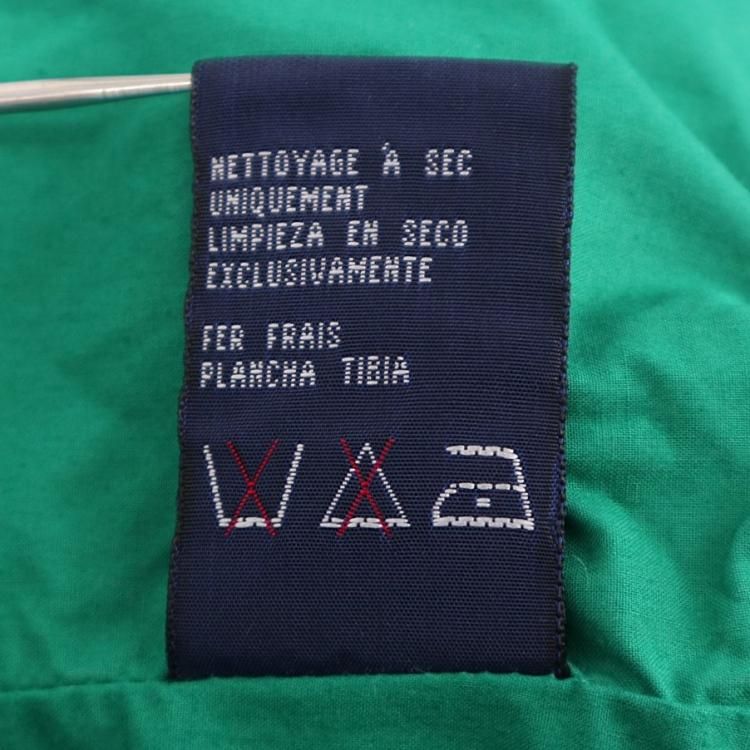 NETTOYAGE À SEC
UNIQUEMENT
LIMPIEZA EN SECO
EXCLUSIVAMENTE
FER FRAIS
PLANCHA TIBIA